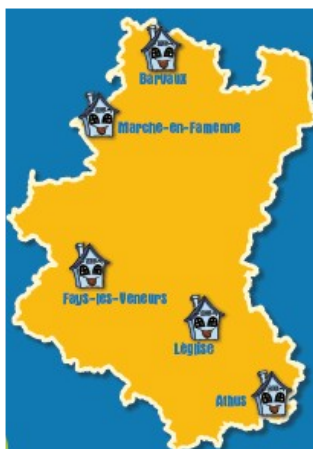 Barvaux
Marche-en-Famenne
Fays-les-Veneurs
Léglise
Athus